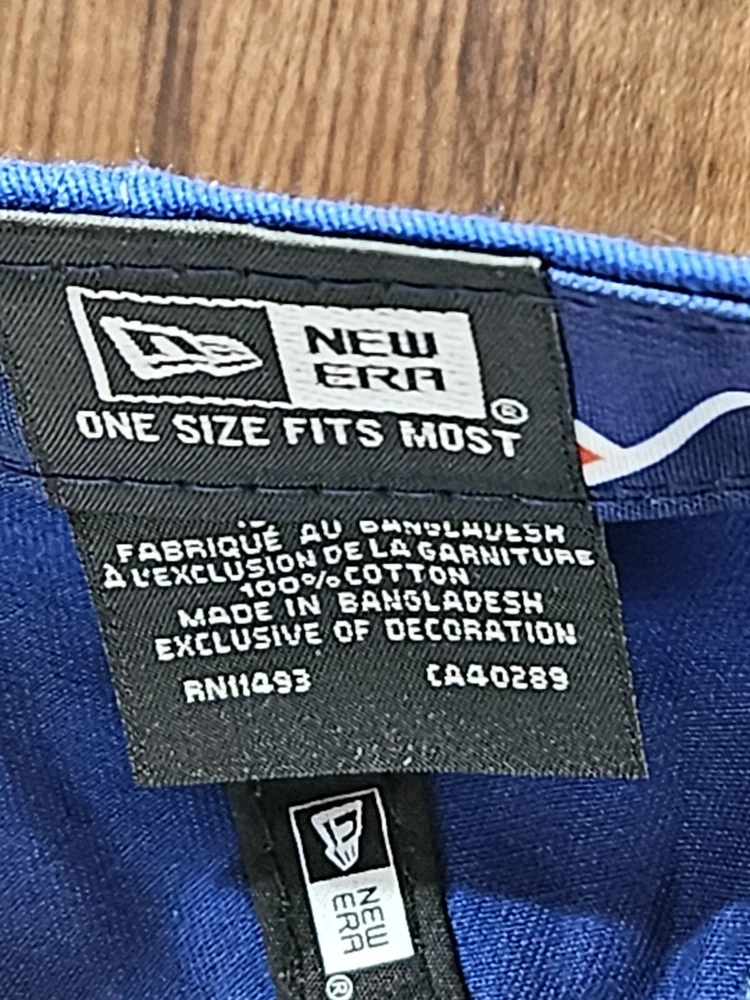 NEW
ERA®
ONE SIZE FITS MOST
FABRIQUÉ AU BANGLADESH
À L'EXCLUSION DE LA GARNITURE
100% COTTON
MADE IN BANGLADESH
EXCLUSIVE OF DECORATION
RN11493 CA40289
NEW
ERA®